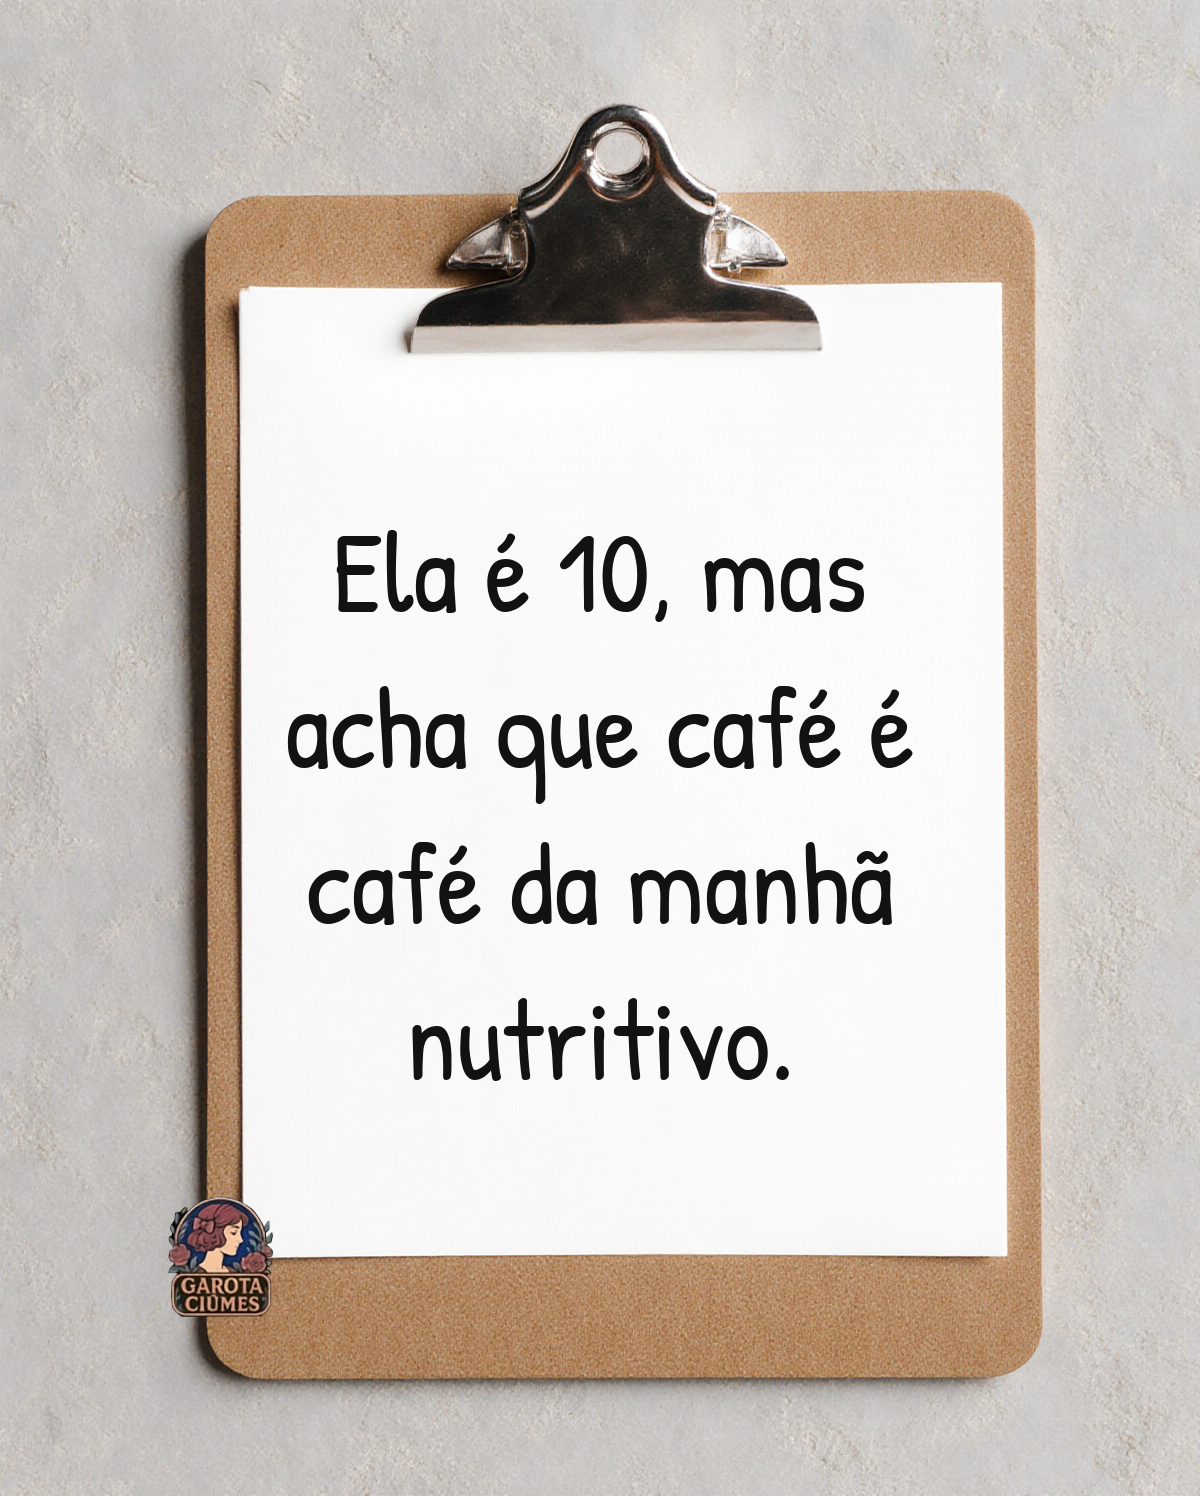 Ela é 10, mas
acha que café é
café da manhã
nutritivo.
GAROTA
CIÚMES